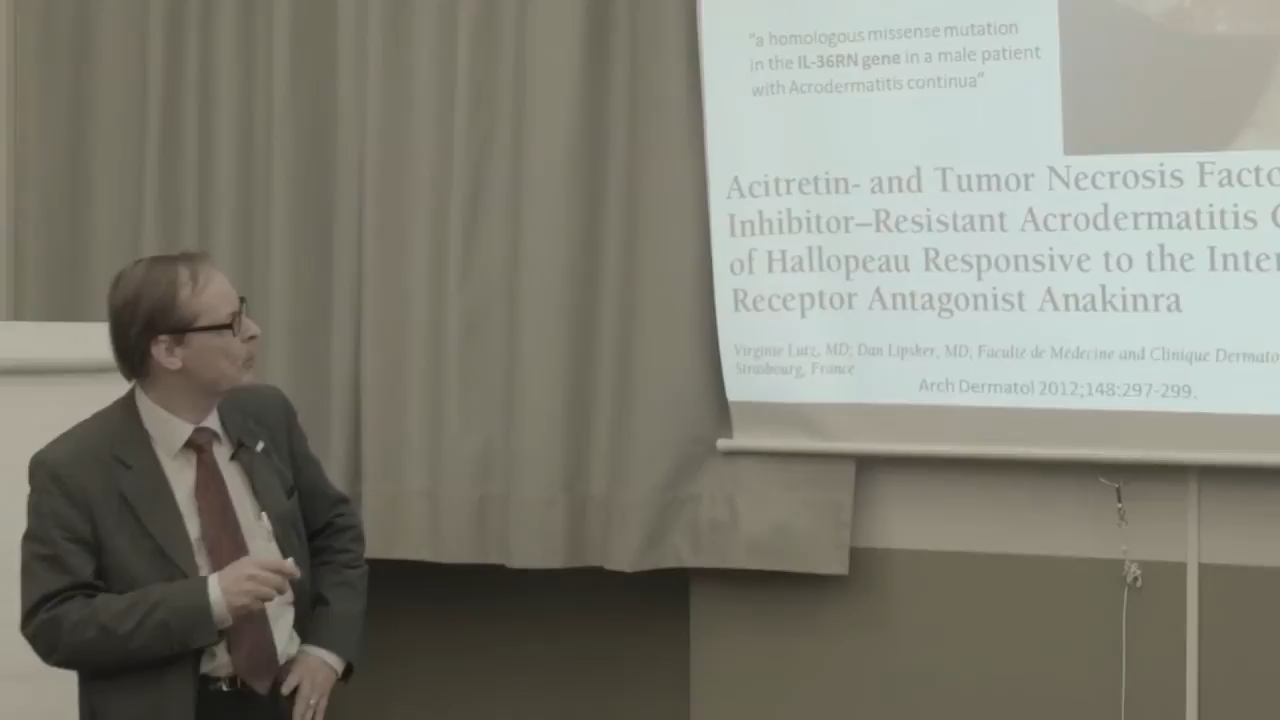 "a homologous missense mutation
in the IL-36RN gene in a male patient
with Acrodermatitis continua"
Acitretin- and Tumor Necrosis Facto
Inhibitor–Resistant Acrodermatitis C
of Hallopeau Responsive to the Inter
Receptor Antagonist Anakinra
Virginie Lutz, MD; Dan Lipsker, MD; Faculté de Médecine and Clinique Dermato
Strasbourg, France
Arch Dermatol 2012;148:297-299.